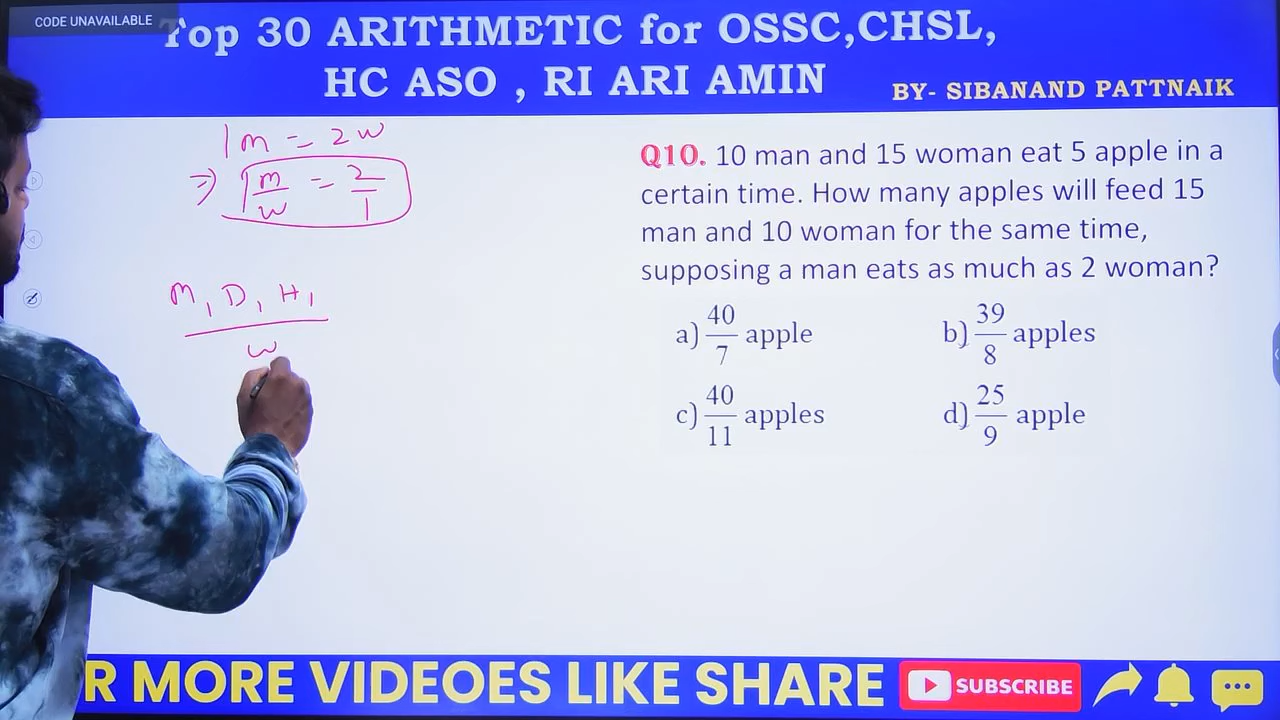 CODE UNAVAILABLE
Top 30 ARITHMETIC for OSSC,CHSL,
HC ASO , RI ARI AMIN
BY- SIBANAND PATTNAIK
1m = 2w
⇒ m/w = 2/1
M₁ D₁ H₁
w
Q10. 10 man and 15 woman eat 5 apple in a
certain time. How many apples will feed 15
man and 10 woman for the same time,
supposing a man eats as much as 2 woman?
a) 40/7 apple b) 39/8 apples
c) 40/11 apples d) 25/9 apple
R MORE VIDEOES LIKE SHARE SUBSCRIBE